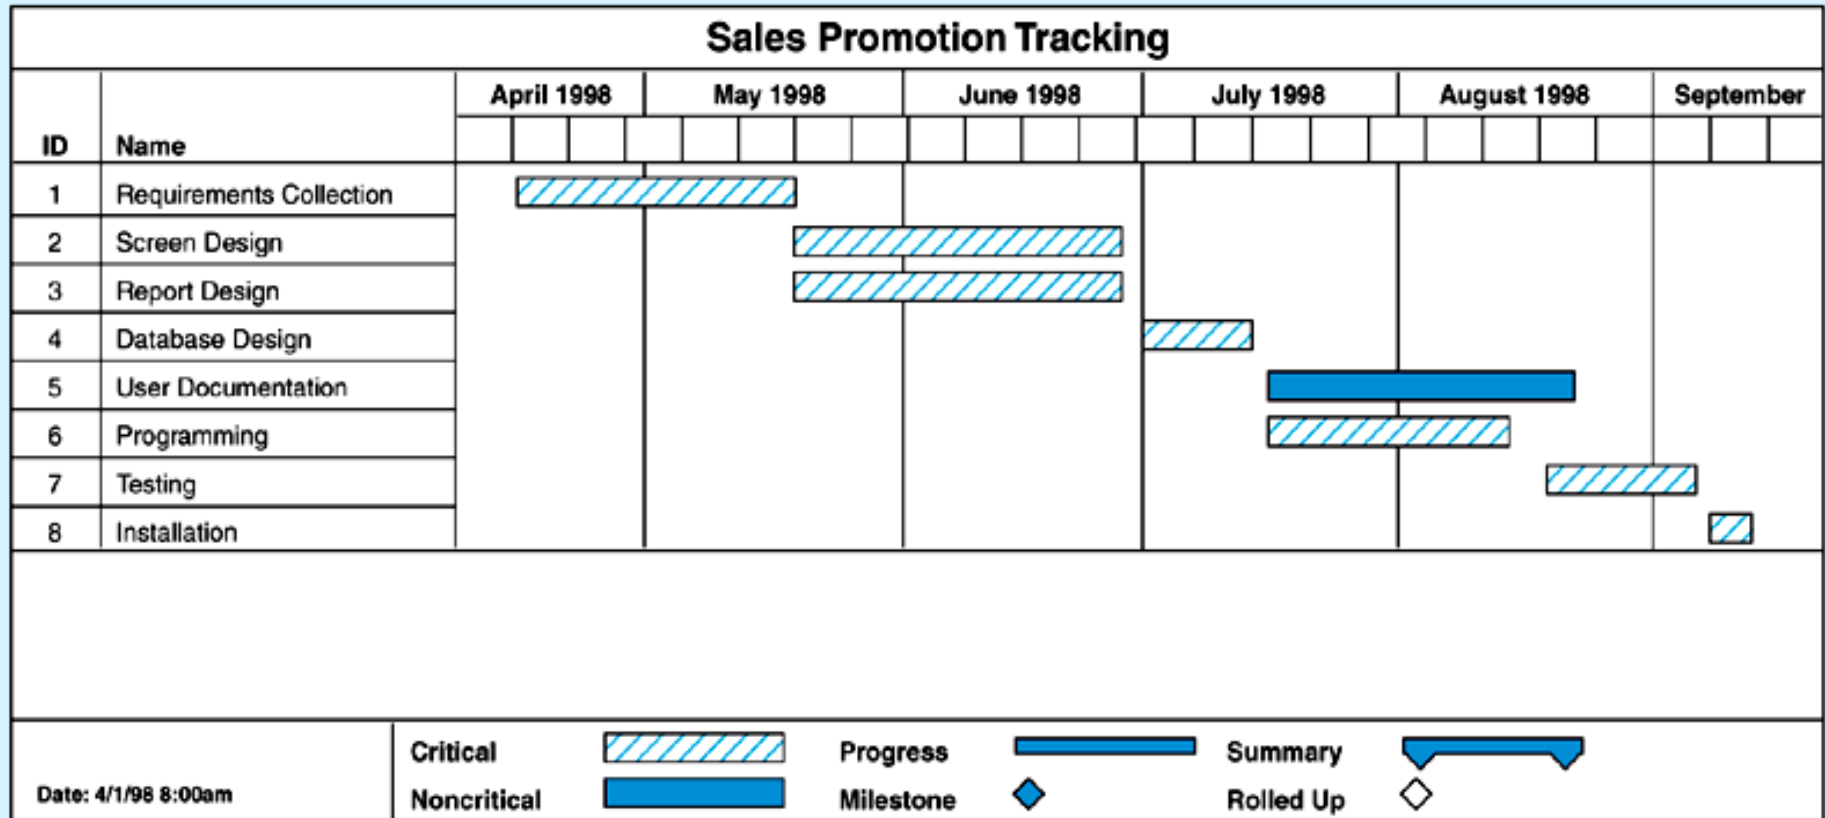 Sales Promotion Tracking
April 1998 May 1998 June 1998 July 1998 August 1998 September
ID Name
1 Requirements Collection
2 Screen Design
3 Report Design
4 Database Design
5 User Documentation
6 Programming
7 Testing
8 Installation
Critical Progress Summary
Date: 4/1/98 8:00am
Noncritical Milestone Rolled Up